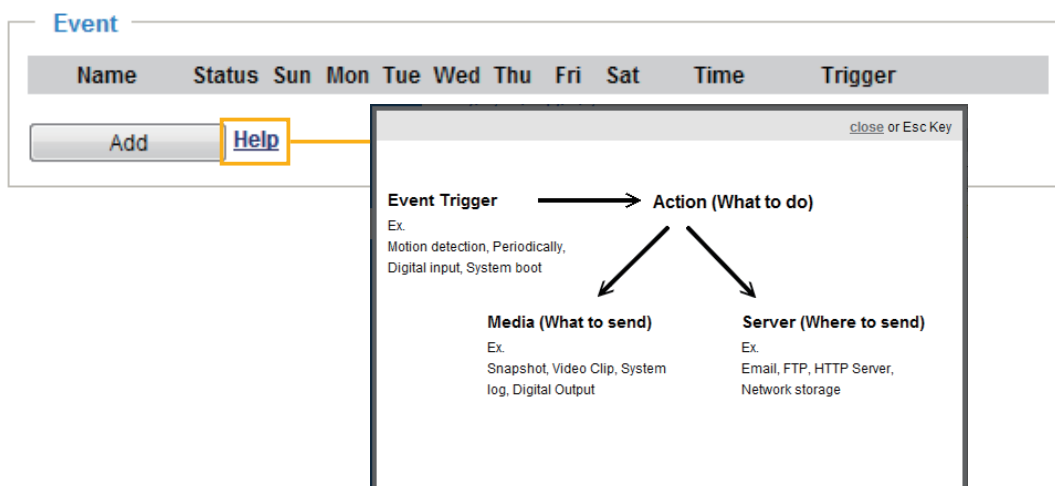 Event
Name Status Sun Mon Tue Wed Thu Fri Sat Time Trigger
Add Help
close or Esc Key
Event Trigger Action (What to do)
Ex.
Motion detection, Periodically,
Digital input, System boot
Media (What to send) Server (Where to send)
Ex. Ex.
Snapshot, Video Clip, System Email, FTP, HTTP Server,
log, Digital Output Network storage